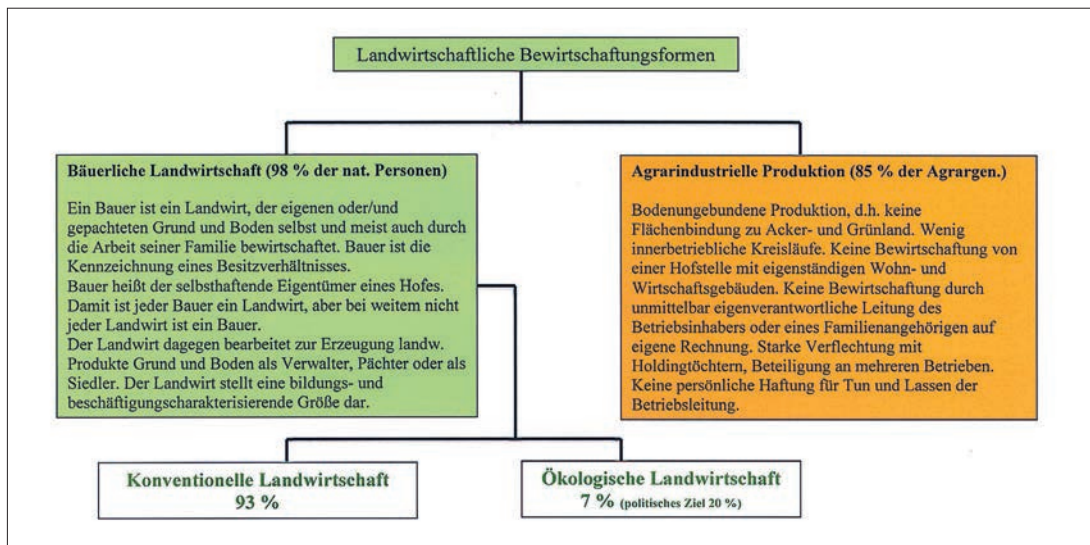 Landwirtschaftliche Bewirtschaftungsformen
Bäuerliche Landwirtschaft (98 % der nat. Personen)
Ein Bauer ist ein Landwirt, der eigenen oder/und
gepachteten Grund und Boden selbst und meist auch durch
die Arbeit seiner Familie bewirtschaftet. Bauer ist die
Kennzeichnung eines Besitzverhältnisses.
Bauer heißt der selbsthaftende Eigentümer eines Hofes.
Damit ist jeder Bauer ein Landwirt, aber bei weitem nicht
jeder Landwirt ist ein Bauer.
Der Landwirt dagegen bearbeitet zur Erzeugung landw.
Produkte Grund und Boden als Verwalter, Pächter oder als
Siedler. Der Landwirt stellt eine bildungs- und
beschäftigungscharakterisierende Größe dar.
Agrarindustrielle Produktion (85 % der Agrargen.)
Bodenungebundene Produktion, d.h. keine
Flächenbindung zu Acker- und Grünland. Wenig
innerbetriebliche Kreisläufe. Keine Bewirtschaftung von
einer Hofstelle mit eigenständigen Wohn- und
Wirtschaftsgebäuden. Keine Bewirtschaftung durch
unmittelbar eigenverantwortliche Leitung des
Betriebsinhabers oder eines Familienangehörigen auf
eigene Rechnung. Starke Verflechtung mit
Holdingtöchtern, Beteiligung an mehreren Betrieben.
Keine persönliche Haftung für Tun und Lassen der
Betriebsleitung.
Konventionelle Landwirtschaft
93 %
Ökologische Landwirtschaft
7 % (politisches Ziel 20 %)